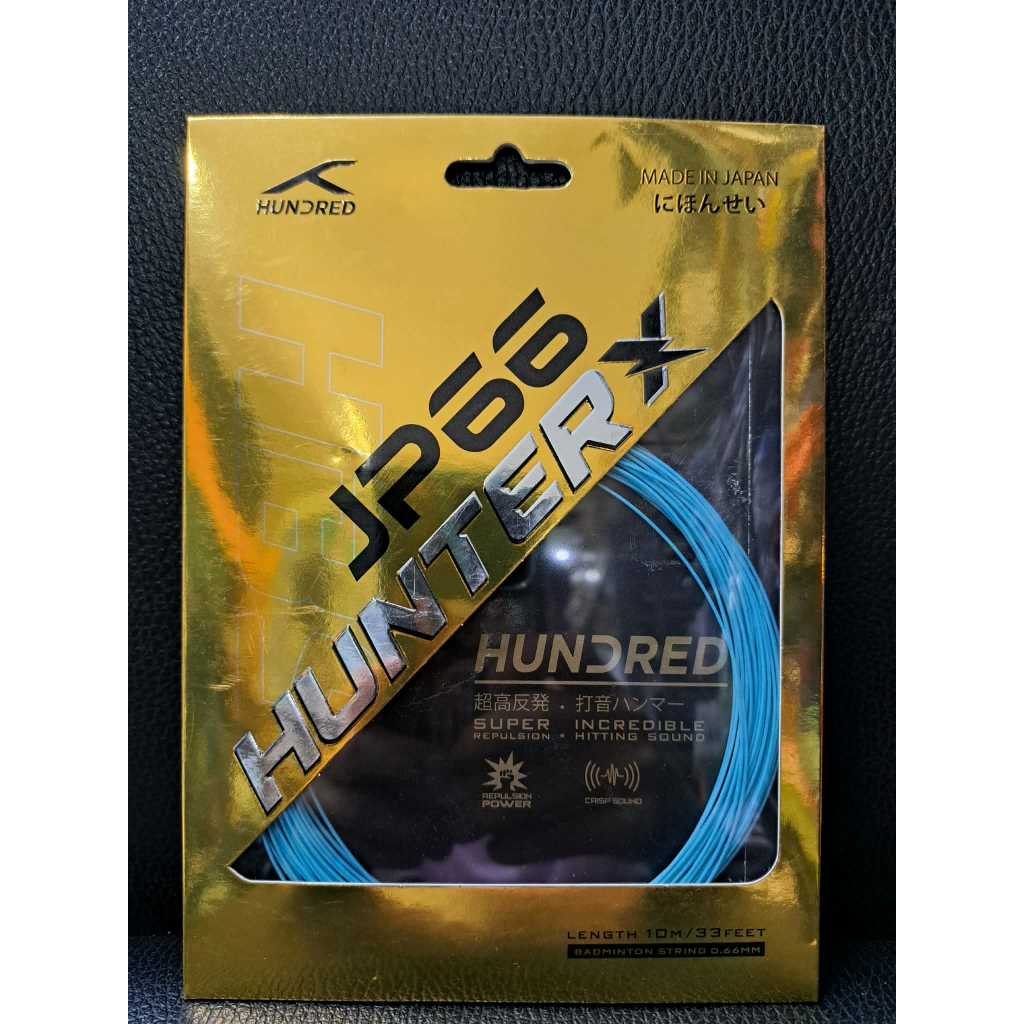 HUNDRED
MADE IN JAPAN
にほんせい
JP66
HUNTER X
HUNDRED
超高反発 . 打音ハンマー
SUPER INCREDIBLE
REPULSION • HITTING SOUND
REPULSION
POWER
CRISP SOUND
LENGTH 10M/33FEET
BADMINTON STRING 0.66MM